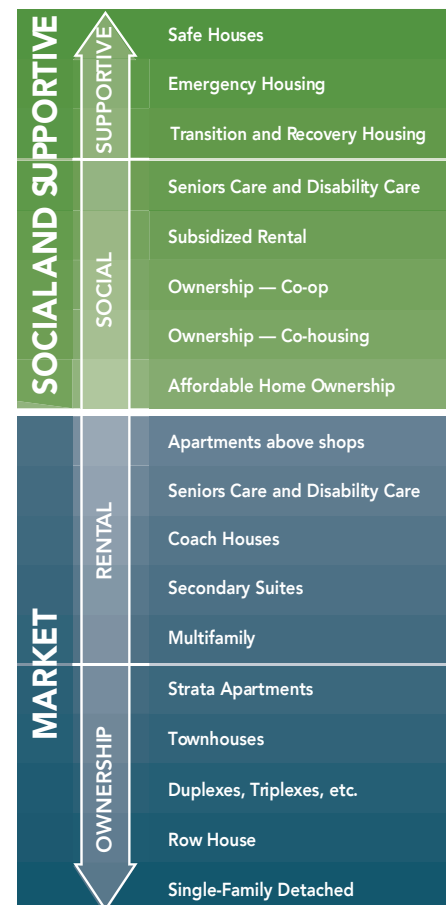 SOCIAL AND SUPPORTIVE
SUPPORTIVE
Safe Houses
Emergency Housing
Transition and Recovery Housing
SOCIAL
Seniors Care and Disability Care
Subsidized Rental
Ownership — Co-op
Ownership — Co-housing
Affordable Home Ownership
MARKET
RENTAL
Apartments above shops
Seniors Care and Disability Care
Coach Houses
Secondary Suites
Multifamily
OWNERSHIP
Strata Apartments
Townhouses
Duplexes, Triplexes, etc.
Row House
Single-Family Detached